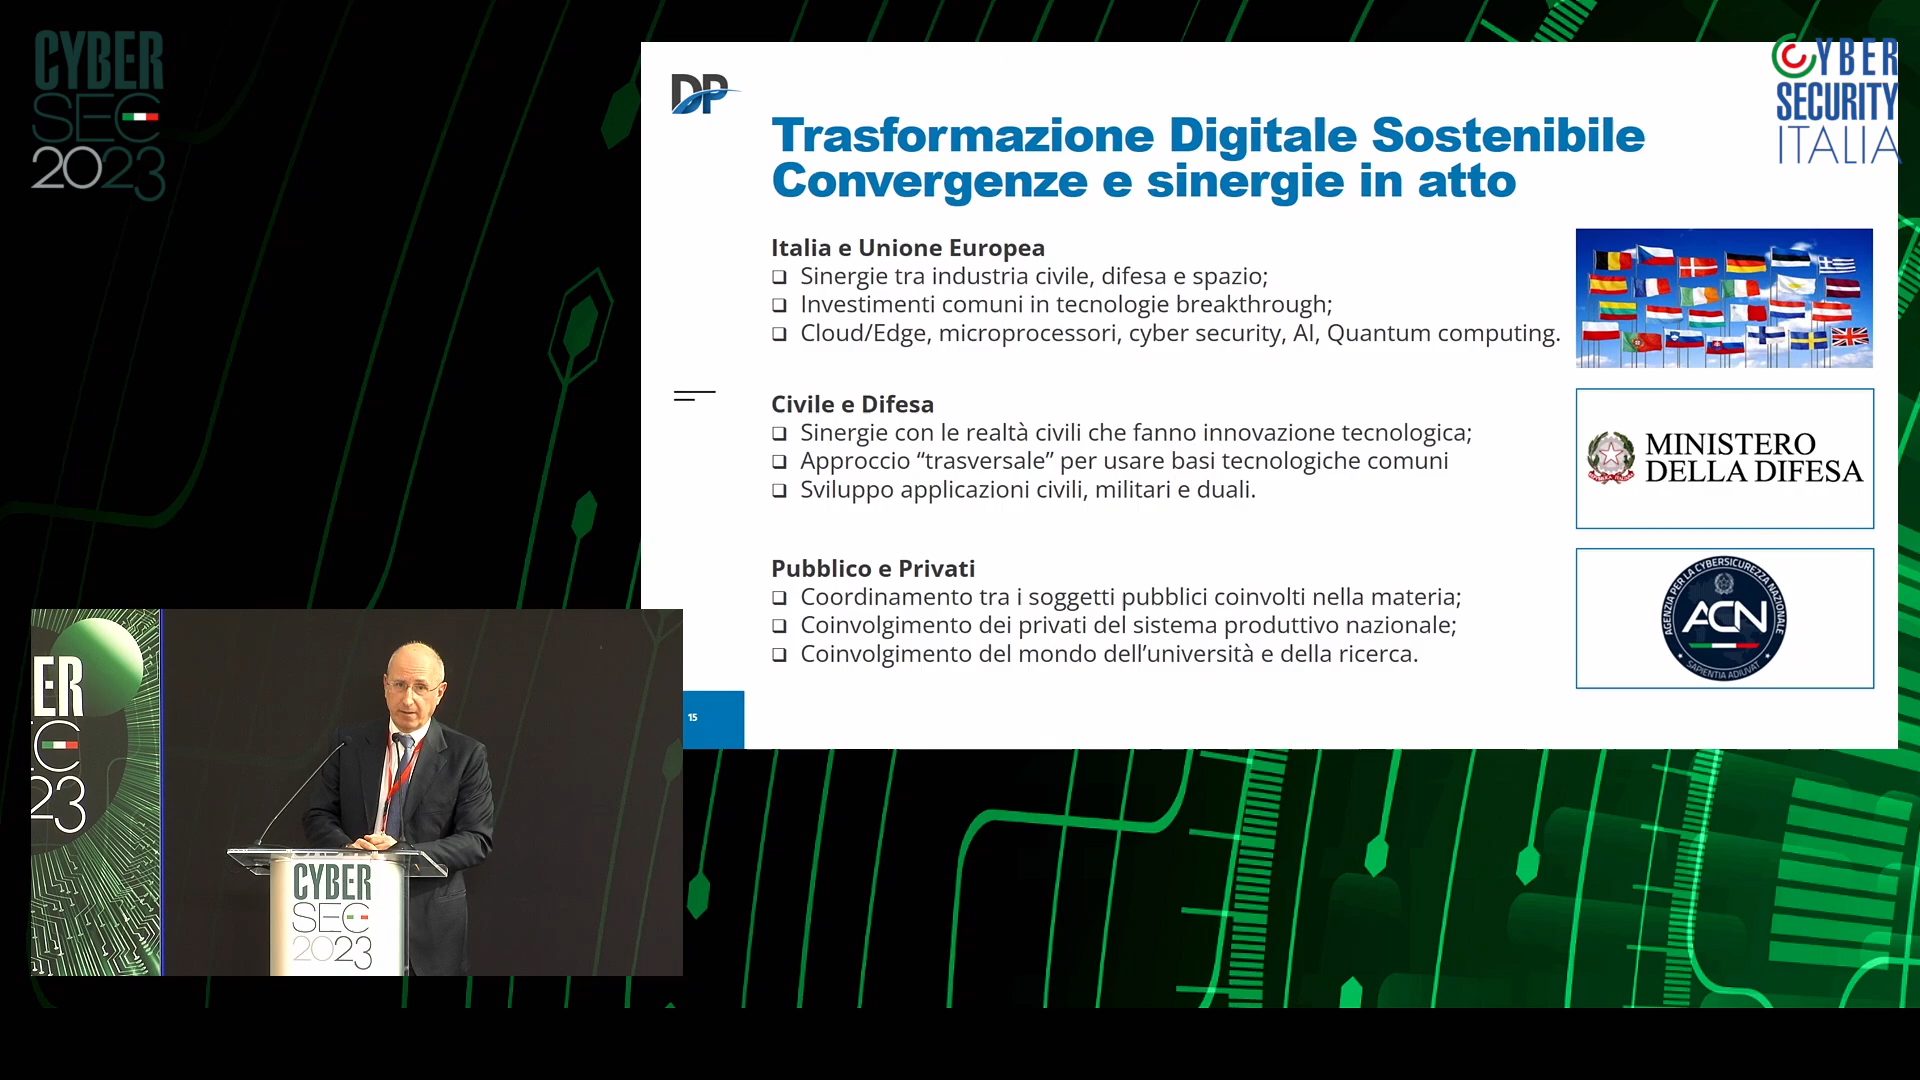 CYBER
SEC
2023
CYBER
SECURITY
ITALIA
DP
Trasformazione Digitale Sostenibile
Convergenze e sinergie in atto
Italia e Unione Europea
❑ Sinergie tra industria civile, difesa e spazio;
❑ Investimenti comuni in tecnologie breakthrough;
❑ Cloud/Edge, microprocessori, cyber security, AI, Quantum computing.
Civile e Difesa
❑ Sinergie con le realtà civili che fanno innovazione tecnologica;
❑ Approccio “trasversale” per usare basi tecnologiche comuni
❑ Sviluppo applicazioni civili, militari e duali.
MINISTERO
DELLA DIFESA
Pubblico e Privati
❑ Coordinamento tra i soggetti pubblici coinvolti nella materia;
❑ Coinvolgimento dei privati del sistema produttivo nazionale;
❑ Coinvolgimento del mondo dell’università e della ricerca.
AGENZIA PER LA CYBERSICUREZZA NAZIONALE
ACN
SAPIENTIA ADIUVAT
15
ER
C
23
CYBER
SEC
2023